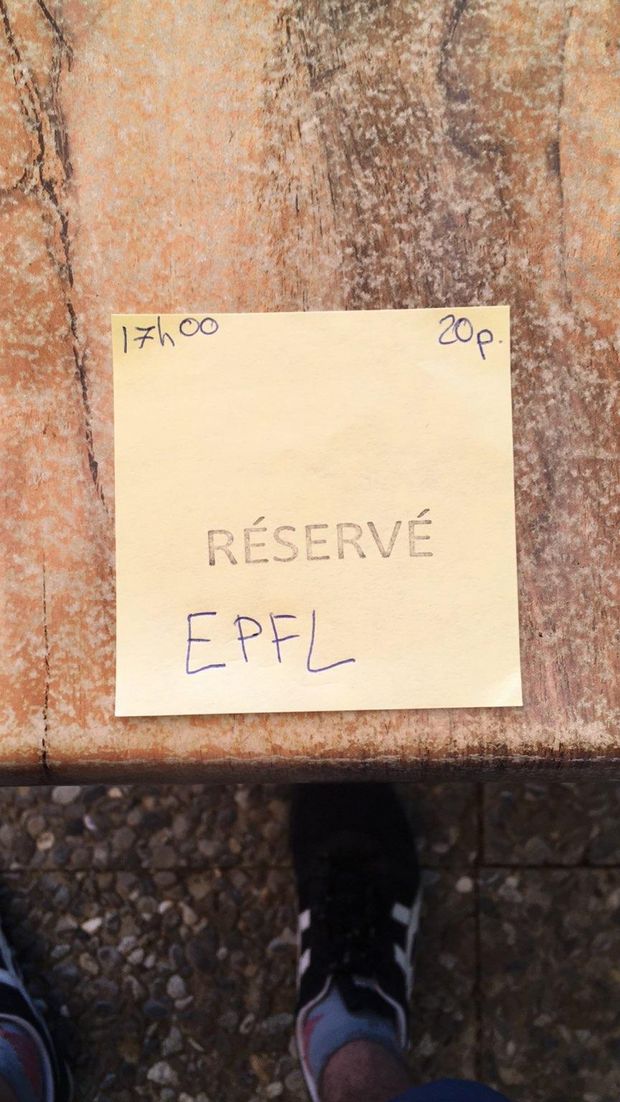 17h00 20p.
RÉSERVÉ
EPFL